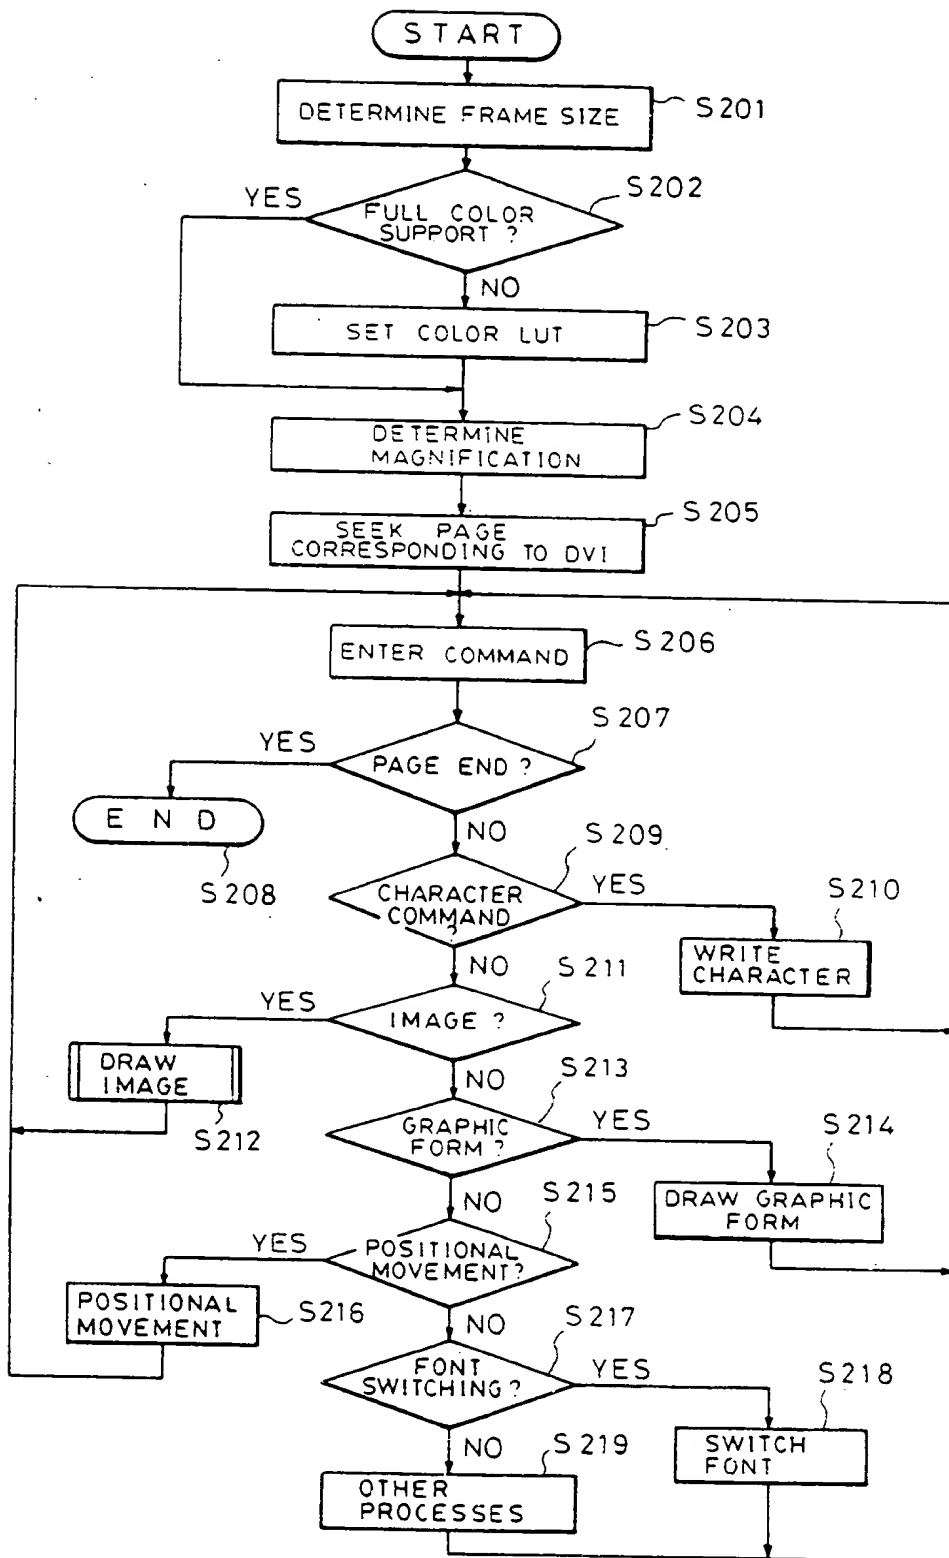 START
DETERMINE FRAME SIZE
S201
S202
YES
FULL COLOR
SUPPORT ?
NO
SET COLOR LUT
S203
S204
DETERMINE
MAGNIFICATION
S205
SEEK PAGE
CORRESPONDING TO DVI
ENTER COMMAND
S206
S207
YES
PAGE END ?
END
NO
S208
S209
CHARACTER
COMMAND
?
YES
S210
WRITE
CHARACTER
NO
S211
YES
IMAGE ?
DRAW
IMAGE
NO
S212
S213
GRAPHIC
FORM ?
YES
S214
DRAW GRAPHIC
FORM
NO
S215
YES
POSITIONAL
MOVEMENT?
POSITIONAL
MOVEMENT
S216
NO
S217
FONT
SWITCHING ?
YES
S218
SWITCH
FONT
NO
S219
OTHER
PROCESSES